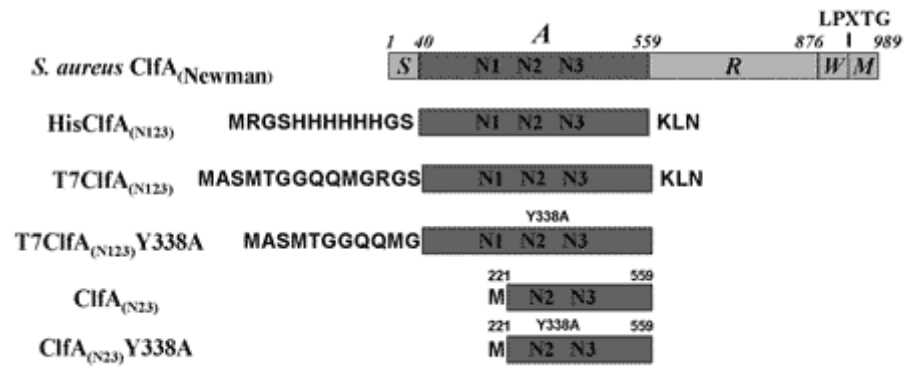 LPXTG
1 40 A 559 876 989
S. aureus ClfA(Newman) S N1 N2 N3 R W M
HisClfA(N123) MRGSHHHHHHGS N1 N2 N3 KLN
T7ClfA(N123) MASMTGGQQMGRGS N1 N2 N3 KLN
Y338A
T7ClfA(N123)Y338A MASMTGGQQMG N1 N2 N3
221 559
ClfA(N23) M N2 N3
221 Y338A 559
ClfA(N23)Y338A M N2 N3